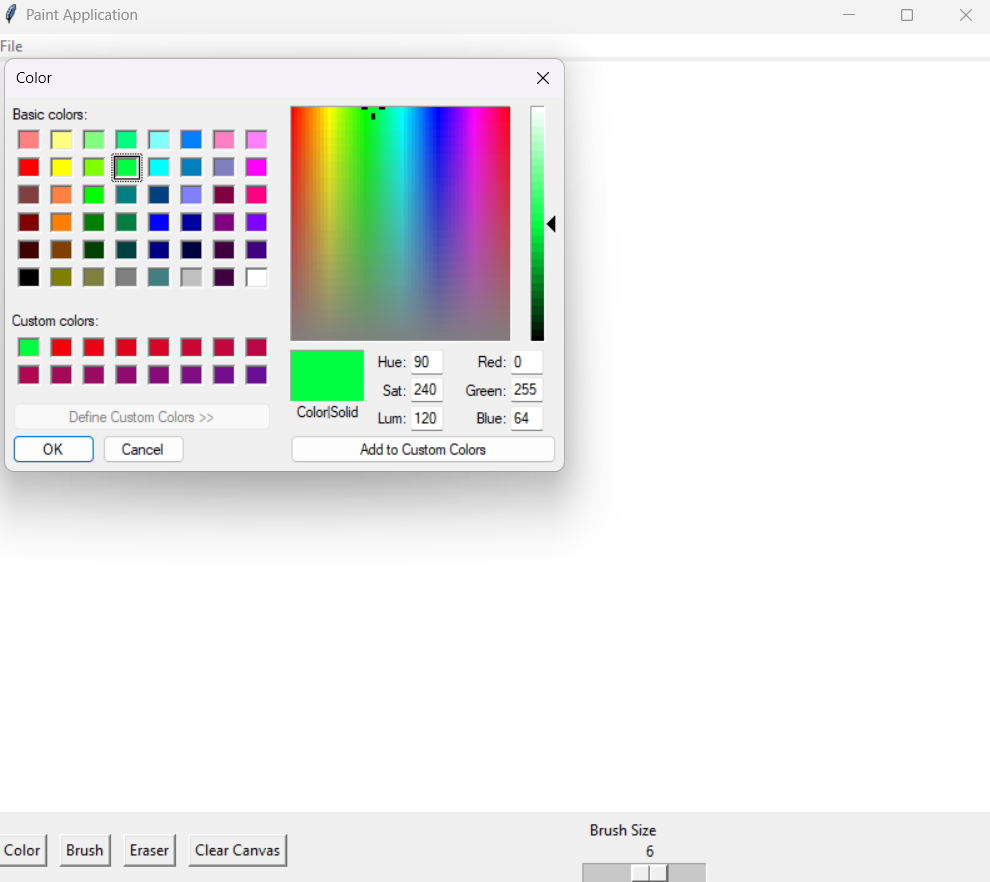 Paint Application
File
Color
Basic colors:
Custom colors:
Define Custom Colors >>
OK
Cancel
Color|Solid
Hue: 90
Sat: 240
Lum: 120
Red: 0
Green: 255
Blue: 64
Add to Custom Colors
Color
Brush
Eraser
Clear Canvas
Brush Size
6